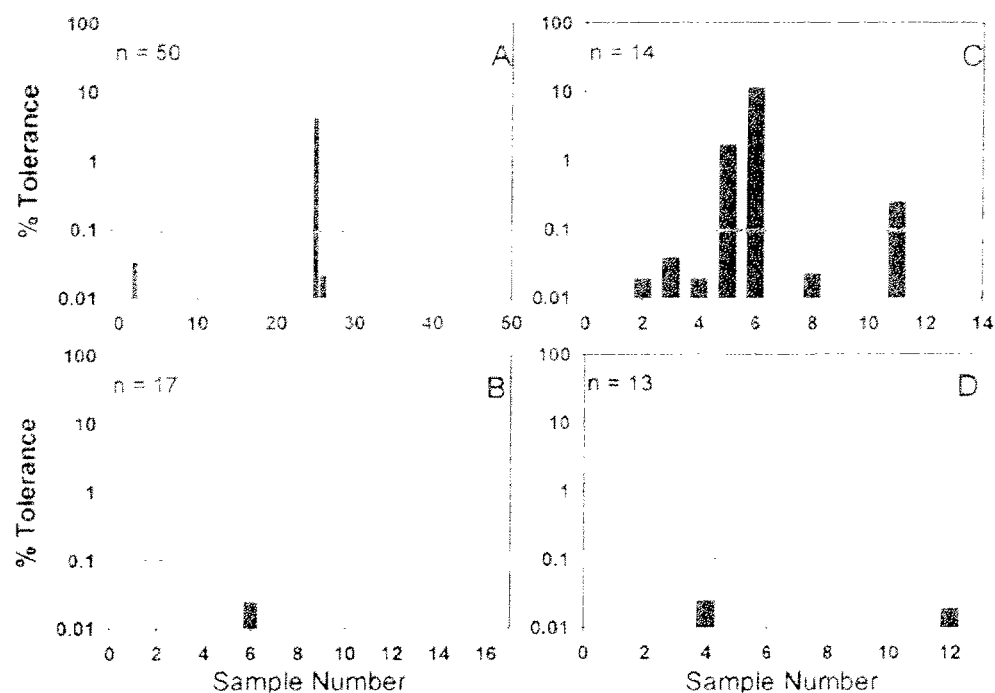 100
10
1
0.1
0.01
% Tolerance
n = 50
A
0 10 20 30 40 50
100
10
1
0.1
0.01
n = 14
C
0 2 4 6 8 10 12 14
100
10
1
0.1
0.01
% Tolerance
n = 17
B
0 2 4 6 8 10 12 14 16
Sample Number
100
10
1
0.1
0.01
n = 13
D
0 2 4 6 8 10 12
Sample Number